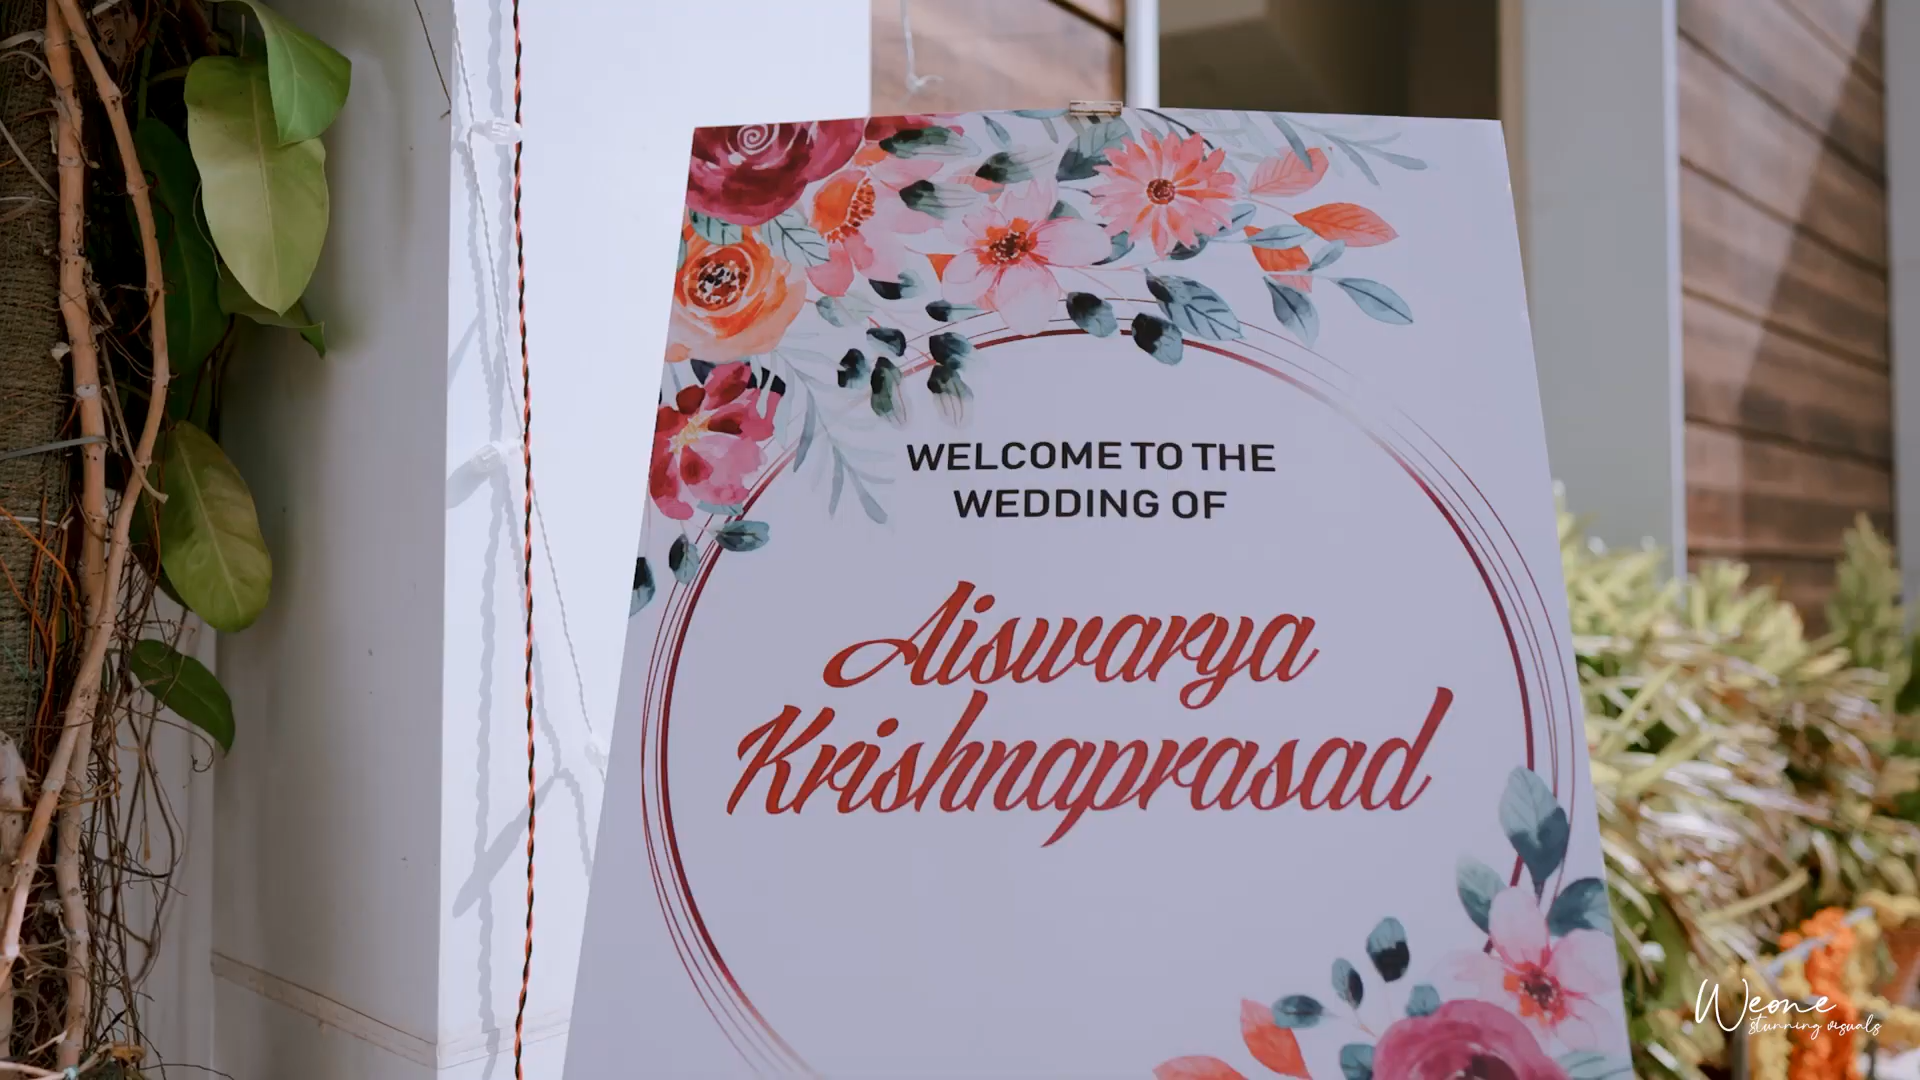 WELCOME TO THE
WEDDING OF
Aiswarya
Krishnaprasad
Weone
stunning visuals